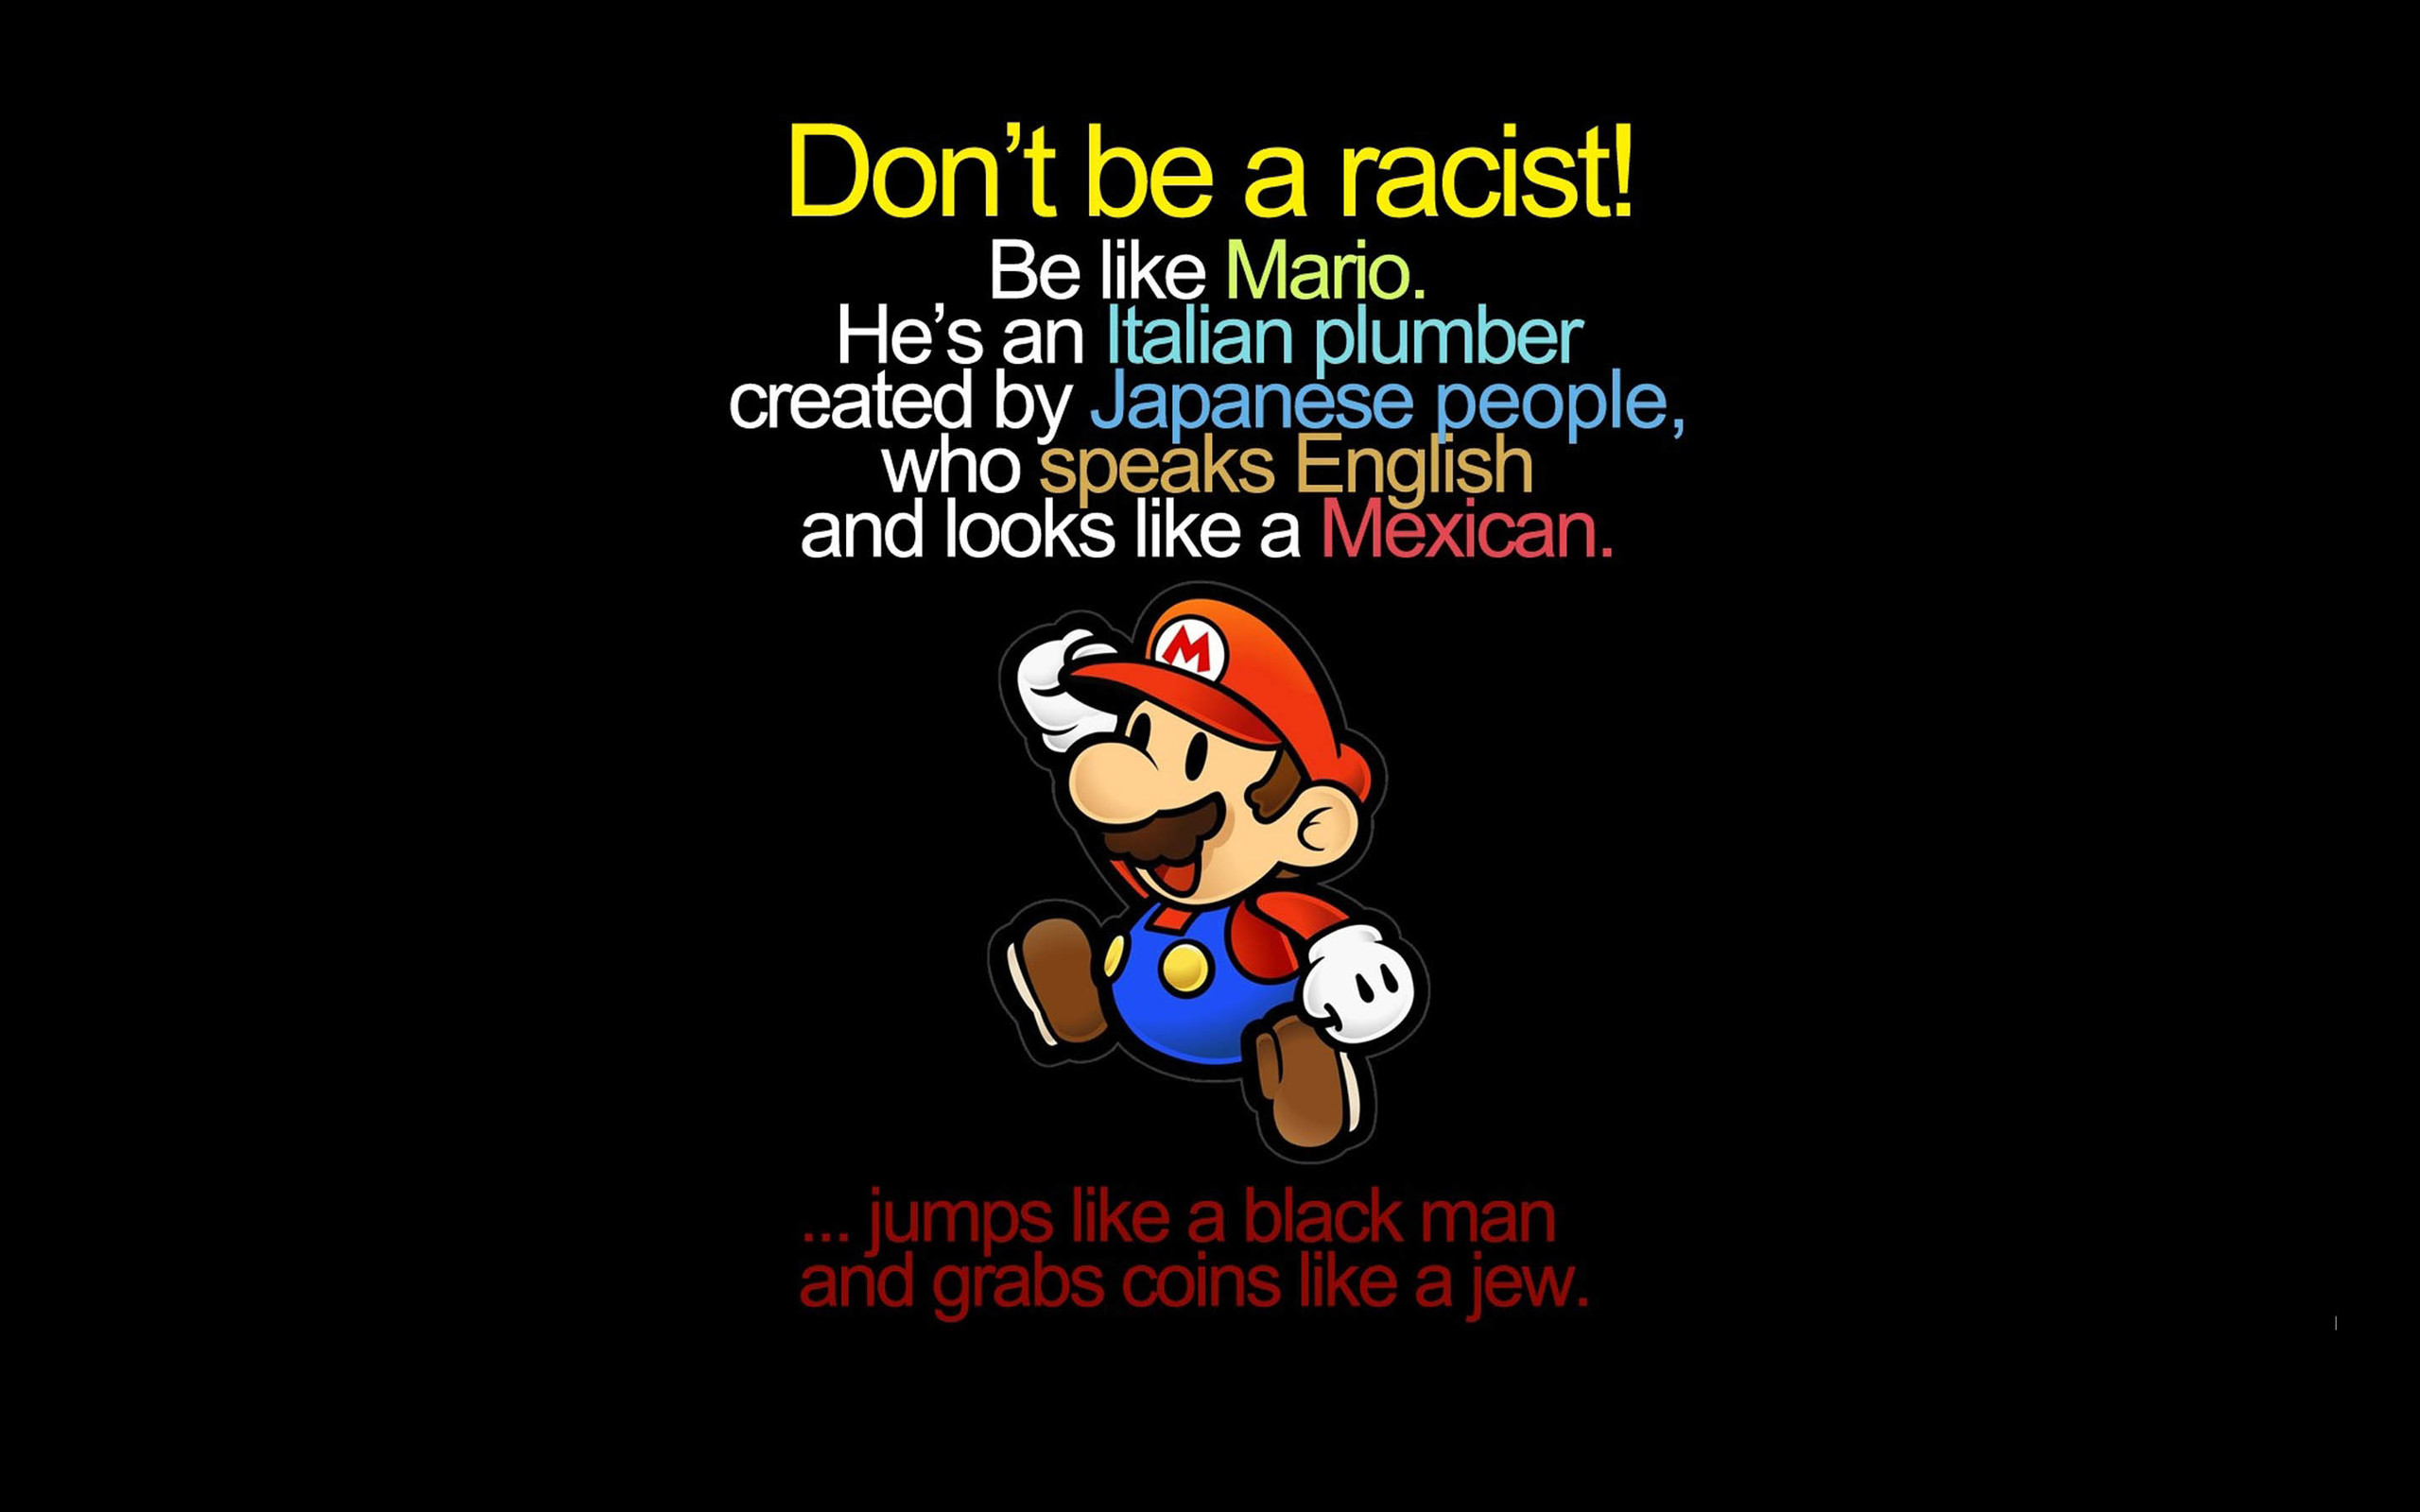 Don’t be a racist!
Be like Mario.
He’s an Italian plumber
created by Japanese people,
who speaks English
and looks like a Mexican.
M
... jumps like a black man
and grabs coins like a jew.